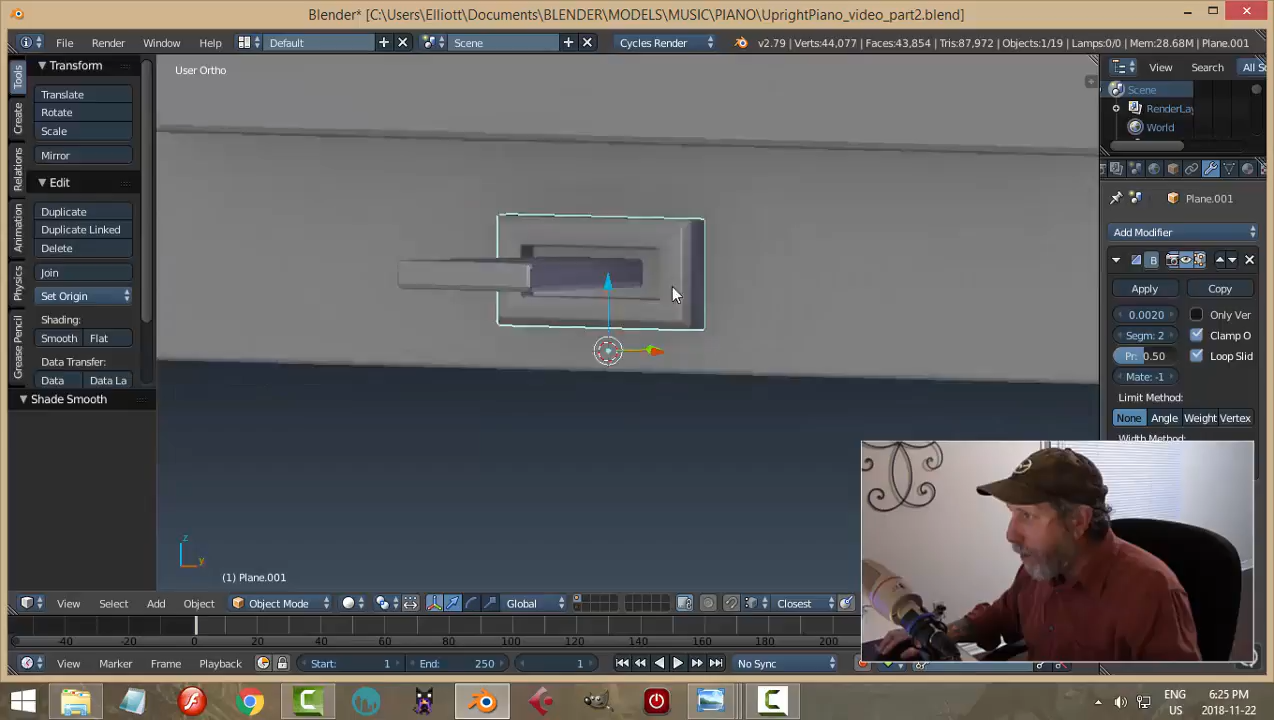 Blender* [C:\Users\Elliott\Documents\BLENDER\MODELS\MUSIC\PIANO\UprightPiano_video_part2.blend]
File Render Window Help Default Scene Cycles Render v2.79 | Verts:44,077 | Faces:43,854 | Tris:87,972 | Objects:1/19 | Lamps:0/0 | Mem:28.68M | Plane.001
Transform
Translate
Rotate
Scale
Mirror
Edit
Duplicate
Duplicate Linked
Delete
Join
Set Origin
Shading:
Smooth Flat
Data Transfer:
Data Data La
Shade Smooth
Tools
Create
Relations
Animation
Physics
Grease Pencil
User Ortho
z
y
(1) Plane.001
View Search All Sc
Scene
RenderLay
World
Plane.001
Add Modifier
B
Apply Copy
0.0020 Only Ver
Segm: 2 Clamp O
Pr: 0.50 Loop Slid
Mate: -1
Limit Method:
None Angle Weight Vertex
Width Method:
View Select Add Object Object Mode Global Closest
-40 -20 0 20 40 60 80 100 120 140 160 180 200
View Marker Frame Playback Start: 1 End: 250 1 No Sync
ENG 6:25 PM
US 2018-11-22